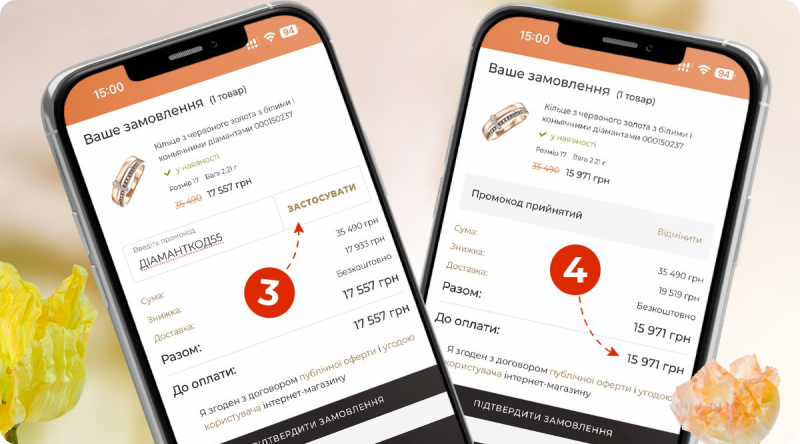 15:00
94
Ваше замовлення (1 товар)
Кільце з червоного золота з білими і
коньячними діамантами 000150237
у наявності
Розмір 17 Вага 2.21 г
35 490 17 557 грн
Введіть промокод
ДІАМАНТКОД55
ЗАСТОСУВАТИ
Сума: 35 490 грн
Знижка: 17 933 грн
Доставка: Безкоштовно
Разом: 17 557 грн
До оплати: 17 557 грн
Я згоден з договором публічної оферти і угодою
користувача інтернет-магазину
ПІДТВЕРДИТИ ЗАМОВЛЕННЯ
3
15:00
94
Ваше замовлення (1 товар)
Кільце з червоного золота з білими і
коньячними діамантами 000150237
у наявності
Розмір 17 Вага 2.21 г
35 490 15 971 грн
Промокод прийнятий
Відмінити
Сума: 35 490 грн
Знижка: 19 519 грн
Доставка: Безкоштовно
Разом: 15 971 грн
До оплати: 15 971 грн
Я згоден з договором публічної оферти і угодою
користувача інтернет-магазину
ПІДТВЕРДИТИ ЗАМОВЛЕННЯ
4